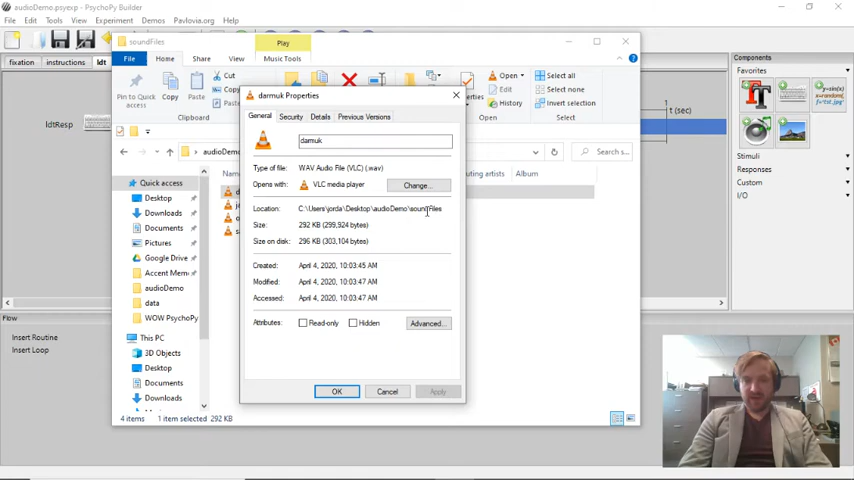 audioDemo.psyexp - PsychoPy Builder
File Edit Tools View Experiment Demos Pavlovia.org Help
fixation instructions ldt
ldtResp
1
t (sec)
Flow
Insert Routine
Insert Loop
Components
Favorites
Stimuli
Responses
Custom
I/O
soundFiles
Play
File Home Share View Music Tools
Pin to Quick access
Copy
Cut
Open
Edit
History
Select all
Select none
Invert selection
Clipboard
audioDemo
Search s...
Quick access
Desktop
Downloads
Documents
Pictures
Google Drive
Accent Memo
audioDemo
data
WOW PsychoPy
This PC
3D Objects
Desktop
Documents
Downloads
Album
4 items 1 item selected 292 KB
darmuk Properties
General Security Details Previous Versions
darmuk
Type of file: WAV Audio File (VLC) (.wav)
Opens with: VLC media player Change...
Location: C:\Users\jorda\Desktop\audioDemo\soundFiles
Size: 292 KB (299,924 bytes)
Size on disk: 296 KB (303,104 bytes)
Created: April 4, 2020, 10:03:45 AM
Modified: April 4, 2020, 10:03:47 AM
Accessed: April 4, 2020, 10:03:47 AM
Attributes: Read-only Hidden Advanced...
OK Cancel Apply